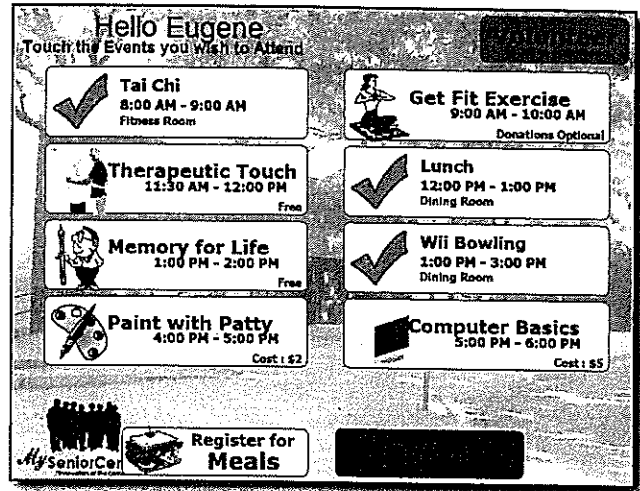 Hello Eugene
Touch the Events you wish to Attend
Volunteer
Tai Chi
8:00 AM - 9:00 AM
Fitness Room
Get Fit Exercise
9:00 AM - 10:00 AM
Donations Optional
Therapeutic Touch
11:30 AM - 12:00 PM
Free
Lunch
12:00 PM - 1:00 PM
Dining Room
Memory for Life
1:00 PM - 2:00 PM
Free
Wii Bowling
1:00 PM - 3:00 PM
Dining Room
Paint with Patty
4:00 PM - 5:00 PM
Cost : $2
Computer Basics
5:00 PM - 6:00 PM
Cost : $5
MySeniorCen
Register for
Meals